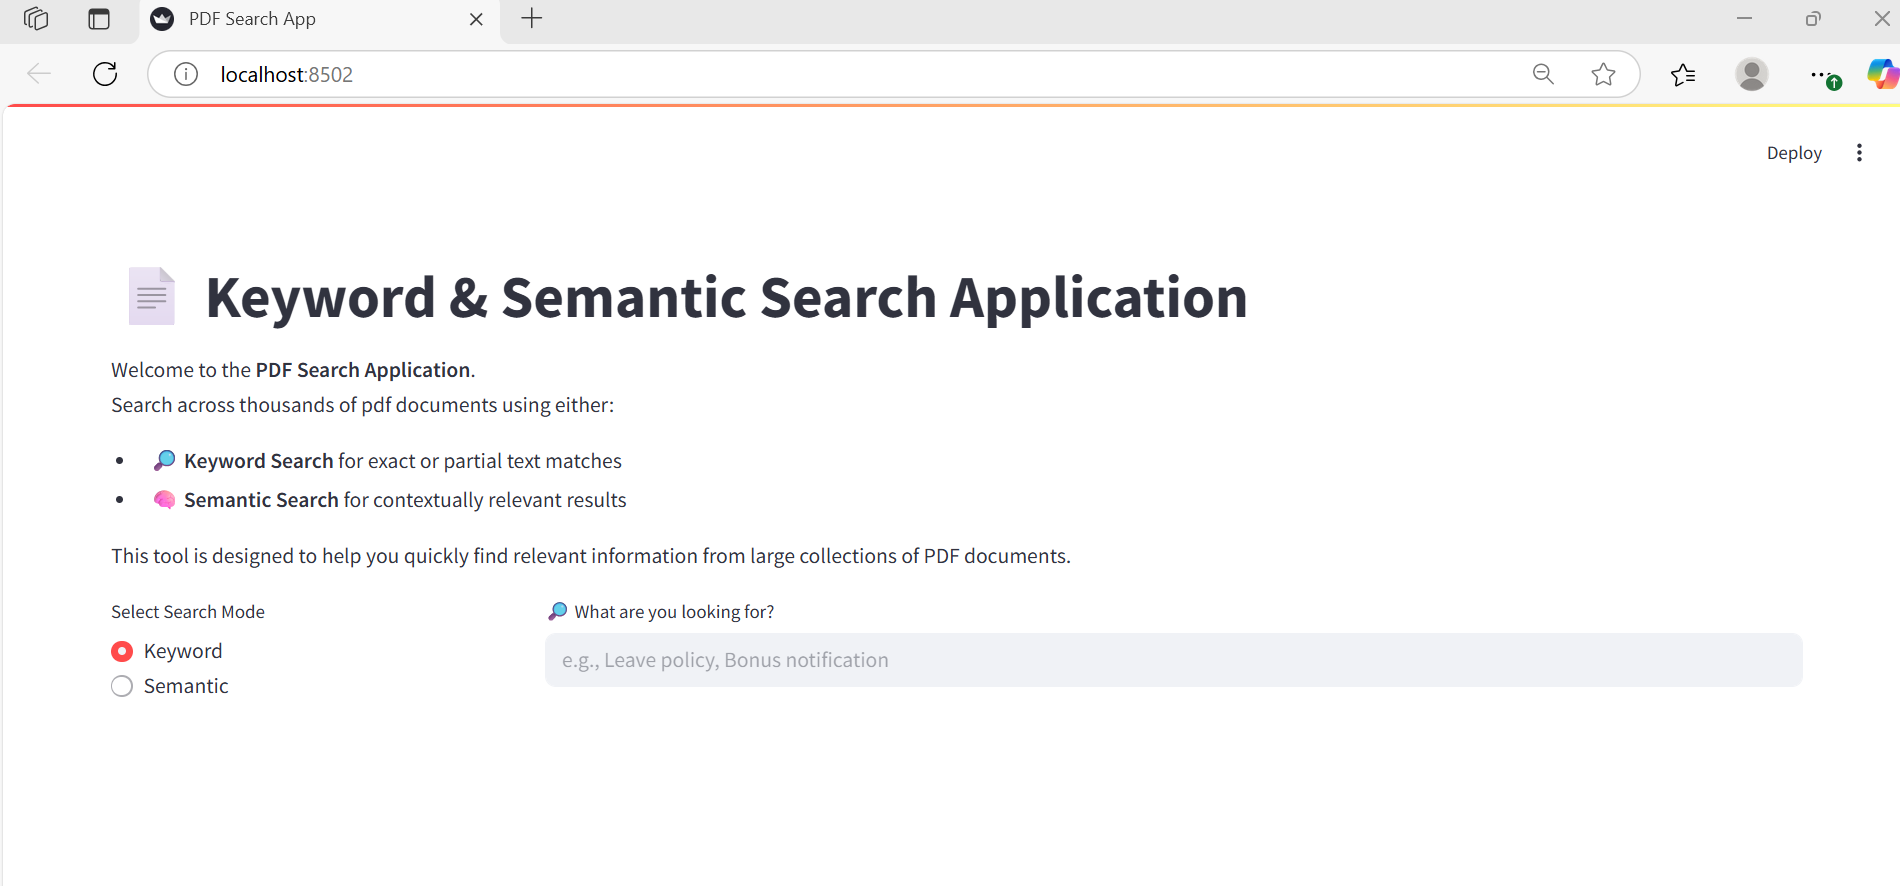 PDF Search App
localhost:8502
Deploy
Keyword & Semantic Search Application
Welcome to the PDF Search Application.
Search across thousands of pdf documents using either:
• Keyword Search for exact or partial text matches
• Semantic Search for contextually relevant results
This tool is designed to help you quickly find relevant information from large collections of PDF documents.
Select Search Mode
What are you looking for?
Keyword
e.g., Leave policy, Bonus notification
Semantic